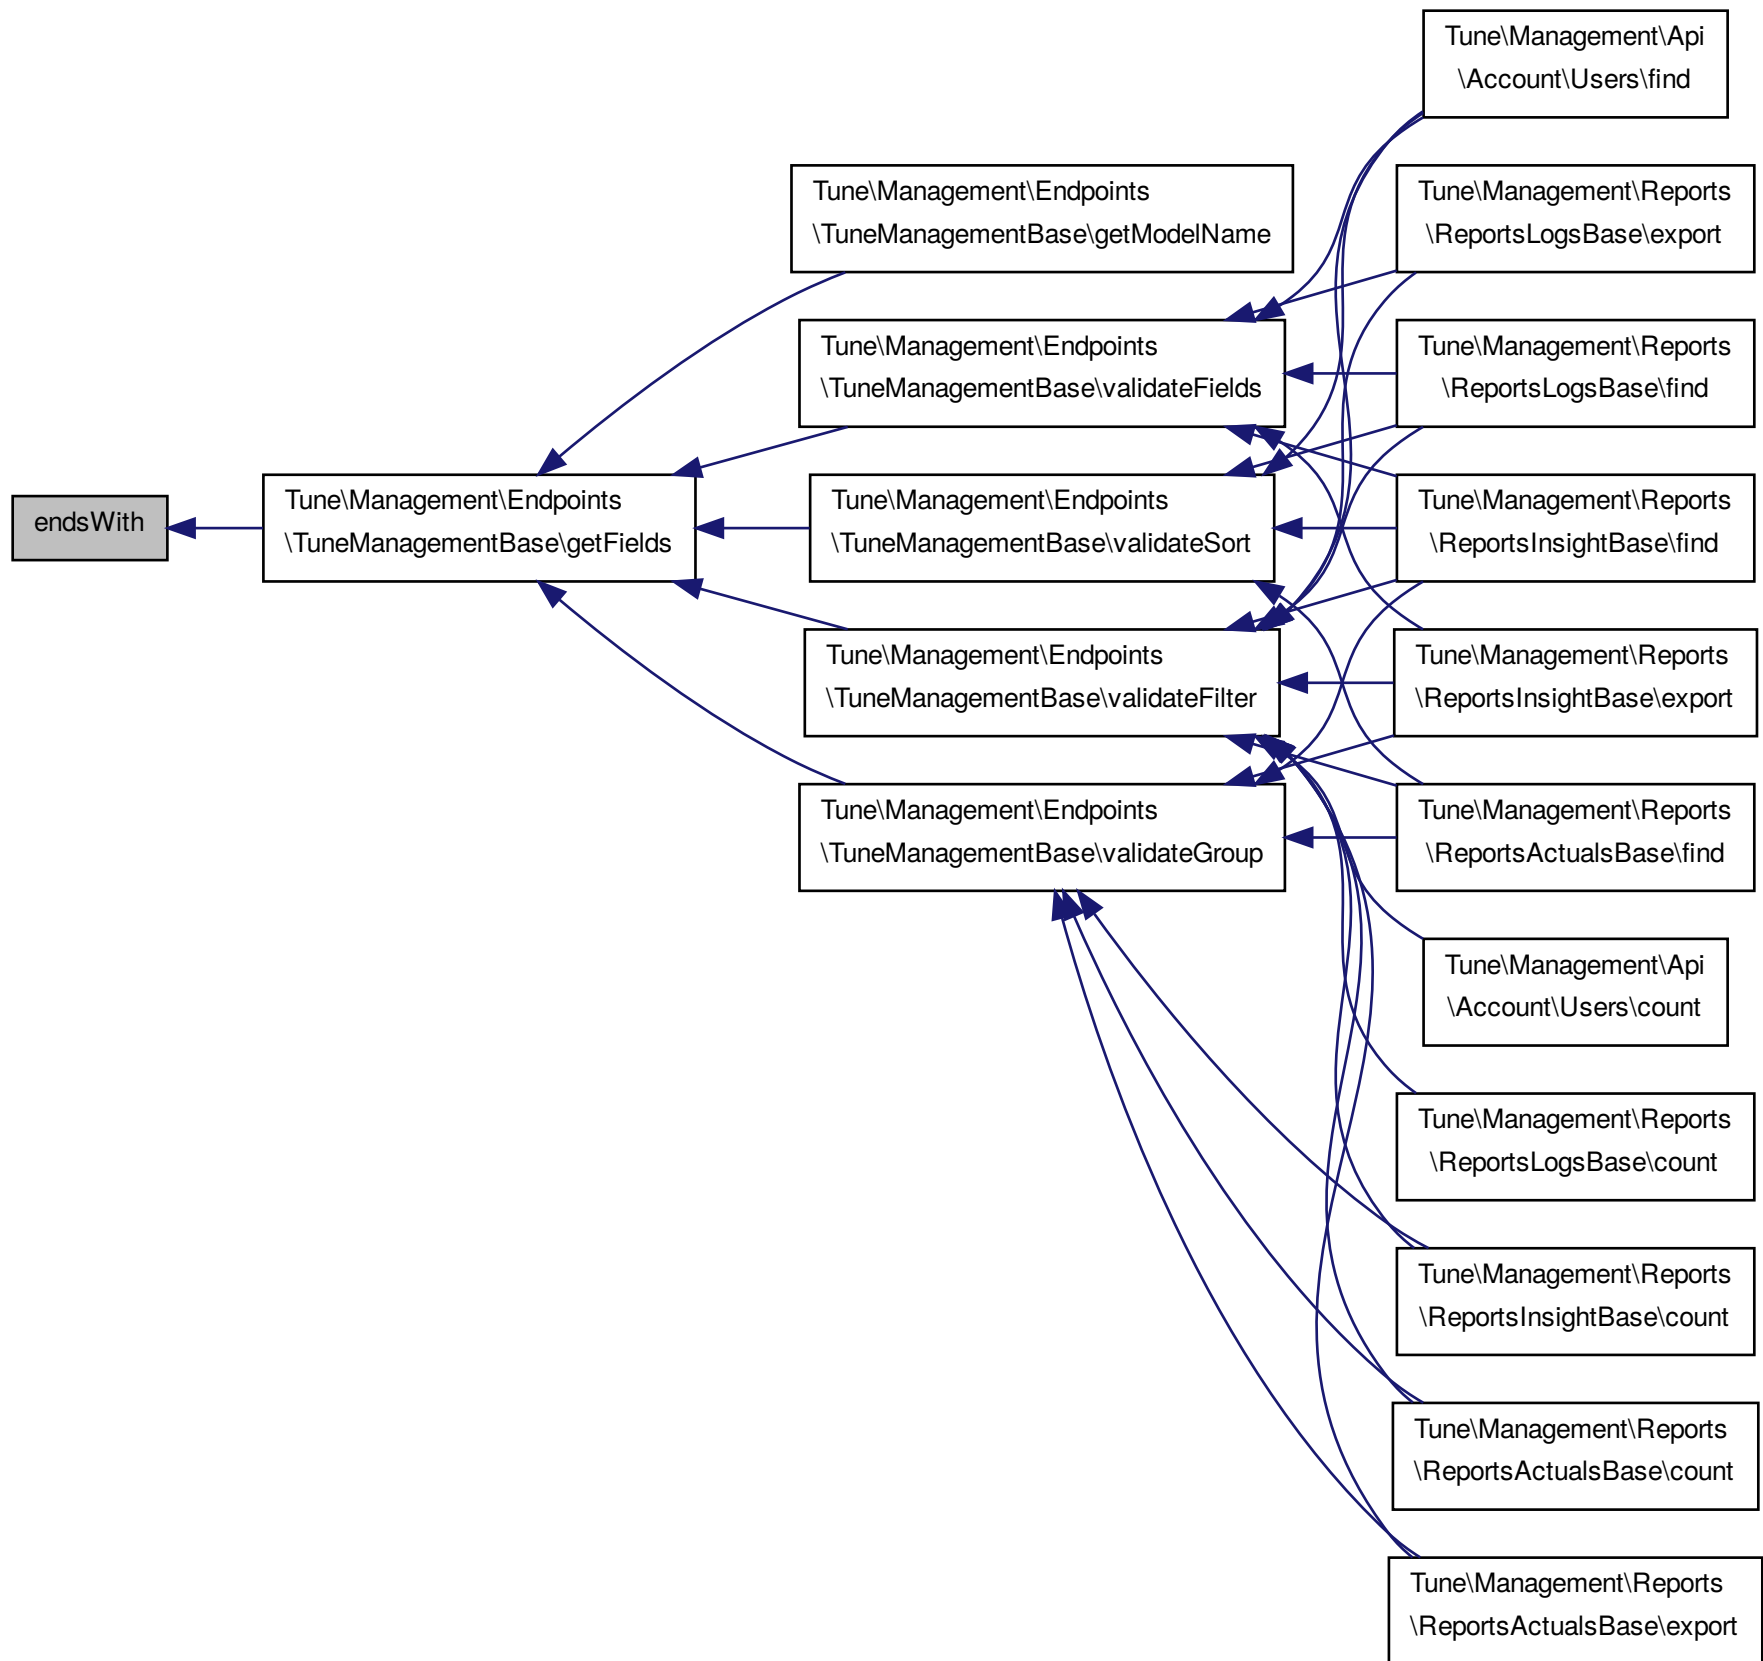 endsWith
Tune\Management\Endpoints
\TuneManagementBase\getFields
Tune\Management\Endpoints
\TuneManagementBase\getModelName
Tune\Management\Endpoints
\TuneManagementBase\validateFields
Tune\Management\Endpoints
\TuneManagementBase\validateSort
Tune\Management\Endpoints
\TuneManagementBase\validateFilter
Tune\Management\Endpoints
\TuneManagementBase\validateGroup
Tune\Management\Api
\Account\Users\find
Tune\Management\Reports
\ReportsLogsBase\export
Tune\Management\Reports
\ReportsLogsBase\find
Tune\Management\Reports
\ReportsInsightBase\find
Tune\Management\Reports
\ReportsInsightBase\export
Tune\Management\Reports
\ReportsActualsBase\find
Tune\Management\Api
\Account\Users\count
Tune\Management\Reports
\ReportsLogsBase\count
Tune\Management\Reports
\ReportsInsightBase\count
Tune\Management\Reports
\ReportsActualsBase\count
Tune\Management\Reports
\ReportsActualsBase\export